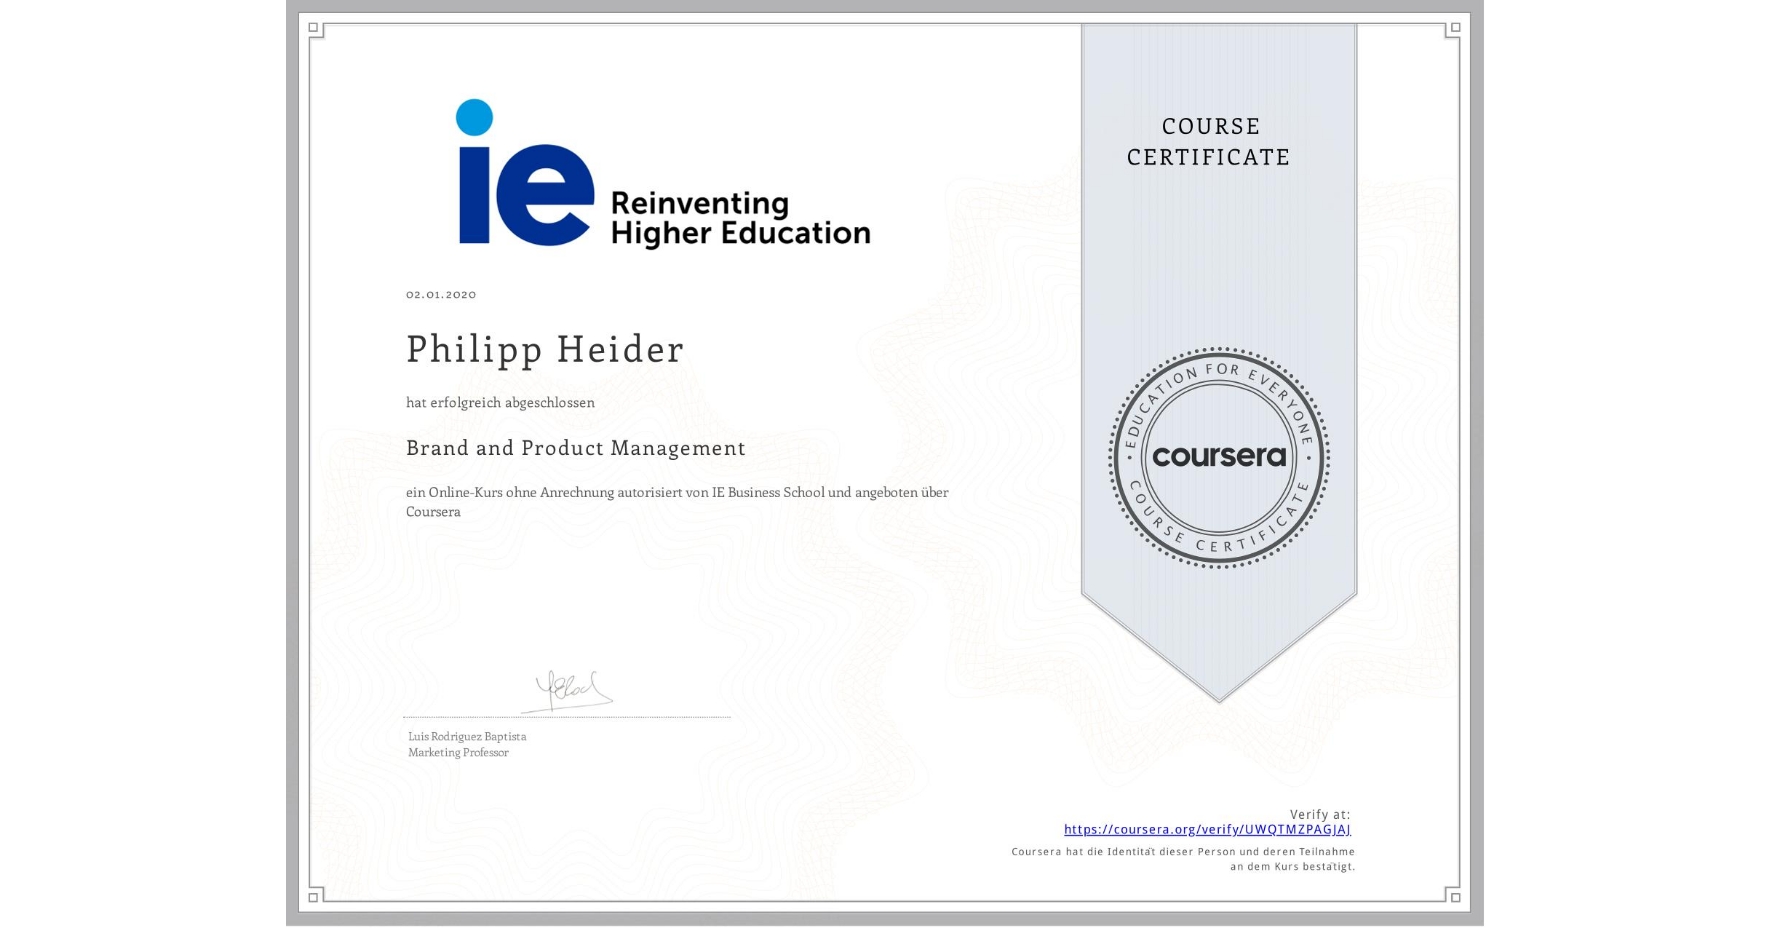 ie
Reinventing
Higher Education
02.01.2020
Philipp Heider
hat erfolgreich abgeschlossen
Brand and Product Management
ein Online-Kurs ohne Anrechnung autorisiert von IE Business School und angeboten über
Coursera
Luis Rodriguez Baptista
Marketing Professor
COURSE
CERTIFICATE
EDUCATION FOR EVERYONE
coursera
COURSE CERTIFICATE
Verify at:
https://coursera.org/verify/UWQTMZPAGJAJ
Coursera hat die Identität dieser Person und deren Teilnahme
an dem Kurs bestätigt.